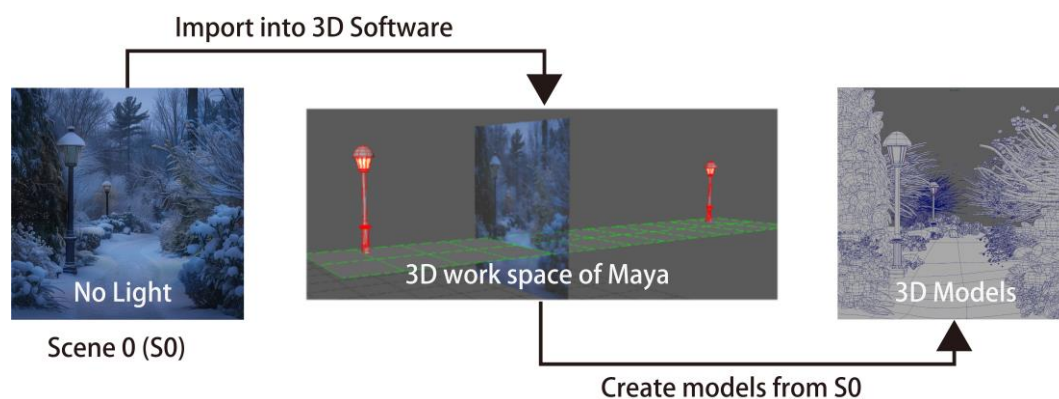 Import into 3D Software
No Light
3D work space of Maya
3D Models
Scene 0 (S0)
Create models from S0